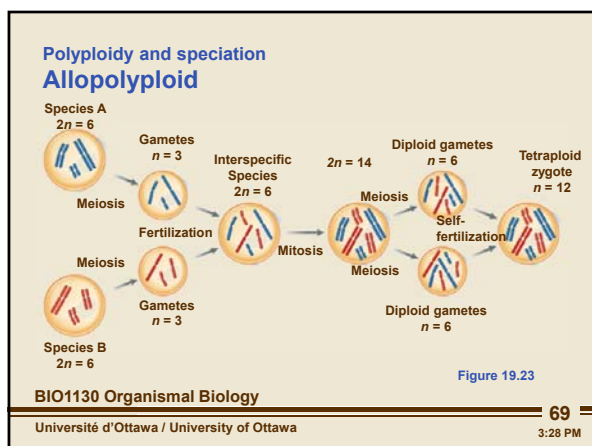 Polyploidy and speciation
Allopolyploid
Species A
2n = 6
Gametes
n = 3
Interspecific
Species
2n = 6
2n = 14
Diploid gametes
n = 6
Tetraploid
zygote
n = 12
Meiosis
Fertilization
Mitosis
Meiosis
Self-
fertilization
Meiosis
Meiosis
Gametes
n = 3
Diploid gametes
n = 6
Species B
2n = 6
Figure 19.23
BIO1130 Organismal Biology
Université d'Ottawa / University of Ottawa
69
3:28 PM